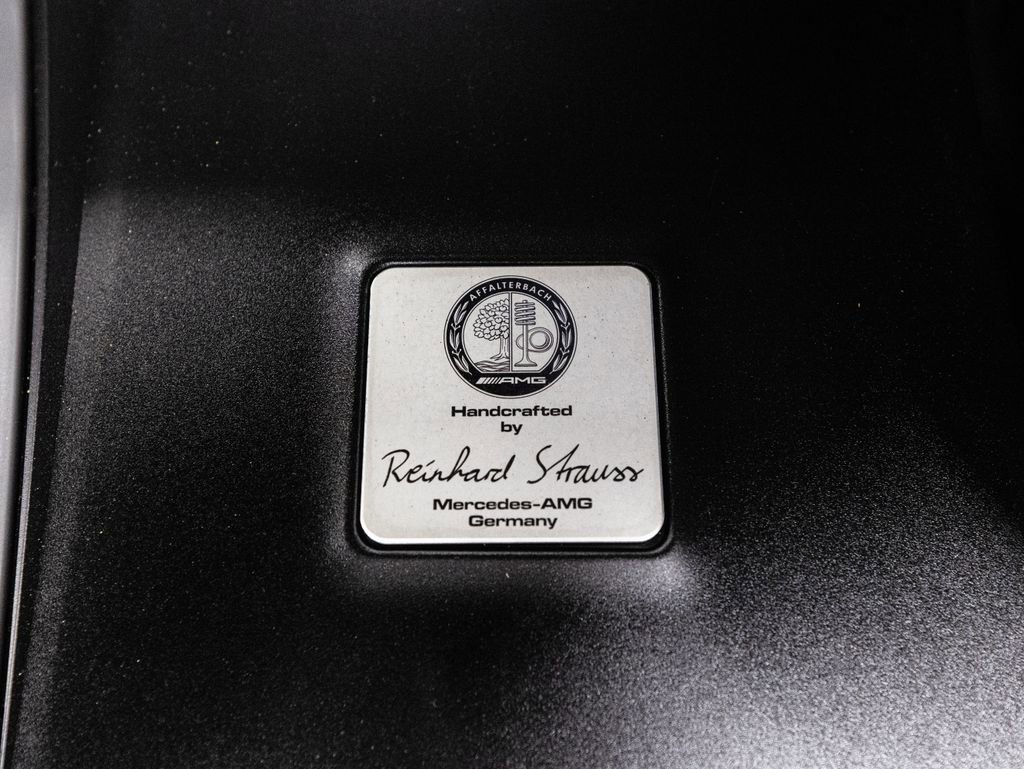 AFFALTERBACH
AMG
Handcrafted
by
Reinhard Strauss
Mercedes-AMG
Germany